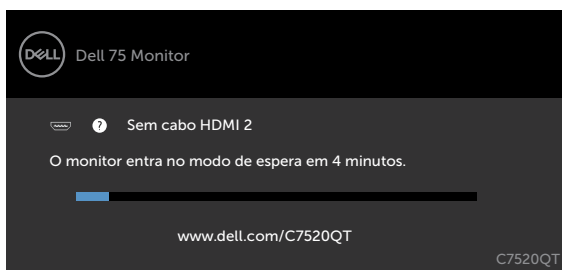 DELL
Dell 75 Monitor
? Sem cabo HDMI 2
O monitor entra no modo de espera em 4 minutos.
www.dell.com/C7520QT
C7520QT